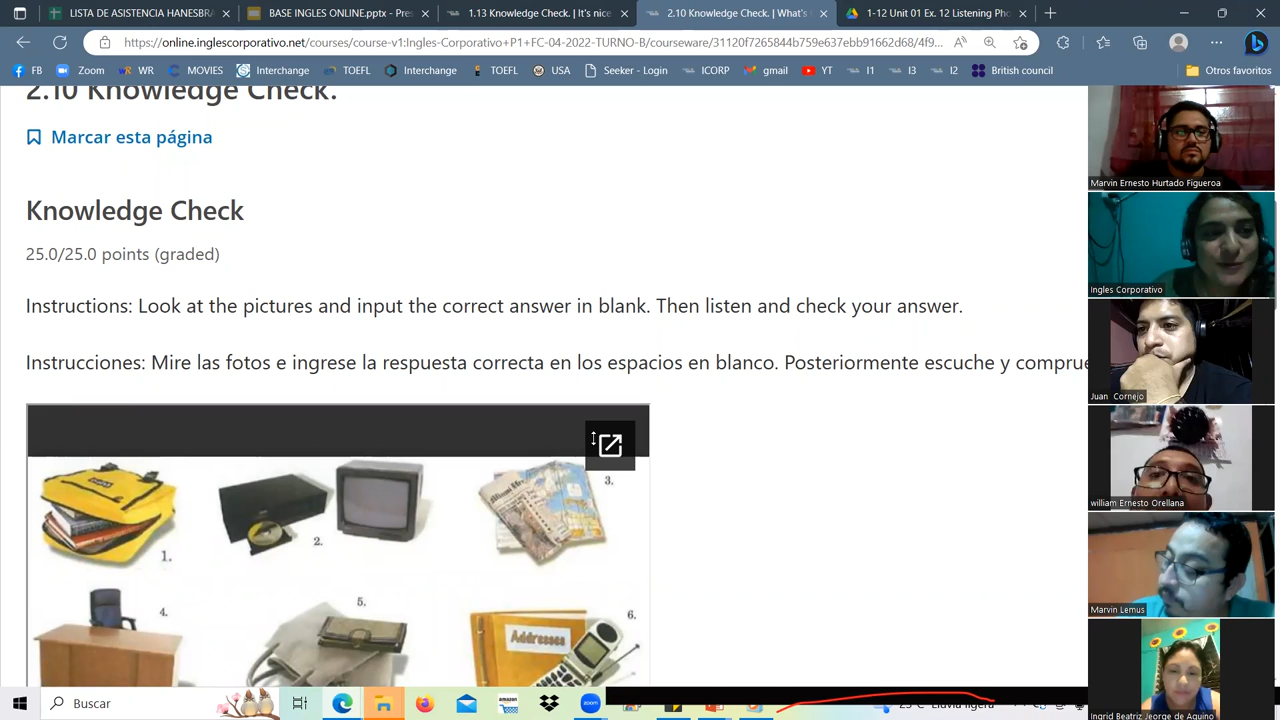 LISTA DE ASISTENCIA HANESBRA
BASE INGLES ONLINE.pptx - Pres
1.13 Knowledge Check. | It's nice
2.10 Knowledge Check. | What's
1-12 Unit 01 Ex. 12 Listening Pho
https://online.inglescorporativo.net/courses/course-v1:Ingles-Corporativo+P1+FC-04-2022-TURNO-B/courseware/31120f7265844b759e637ebb91662d68/4f9...
FB Zoom WR MOVIES Interchange TOEFL Interchange TOEFL USA Seeker - Login ICORP gmail YT I1 I3 I2 British council Otros favoritos
2.10 Knowledge Check.
Marcar esta página
Knowledge Check
25.0/25.0 points (graded)
Instructions: Look at the pictures and input the correct answer in blank. Then listen and check your answer.
Instrucciones: Mire las fotos e ingrese la respuesta correcta en los espacios en blanco. Posteriormente escuche y comprue
1.
2.
3.
4.
5.
6.
Addresses
Marvin Ernesto Hurtado Figueroa
Ingles Corporativo
Juan Cornejo
william Ernesto Orellana
Marvin Lemus
Ingrid Beatriz Jeorge de Aquino
Buscar
amazon
Lluvia ligera